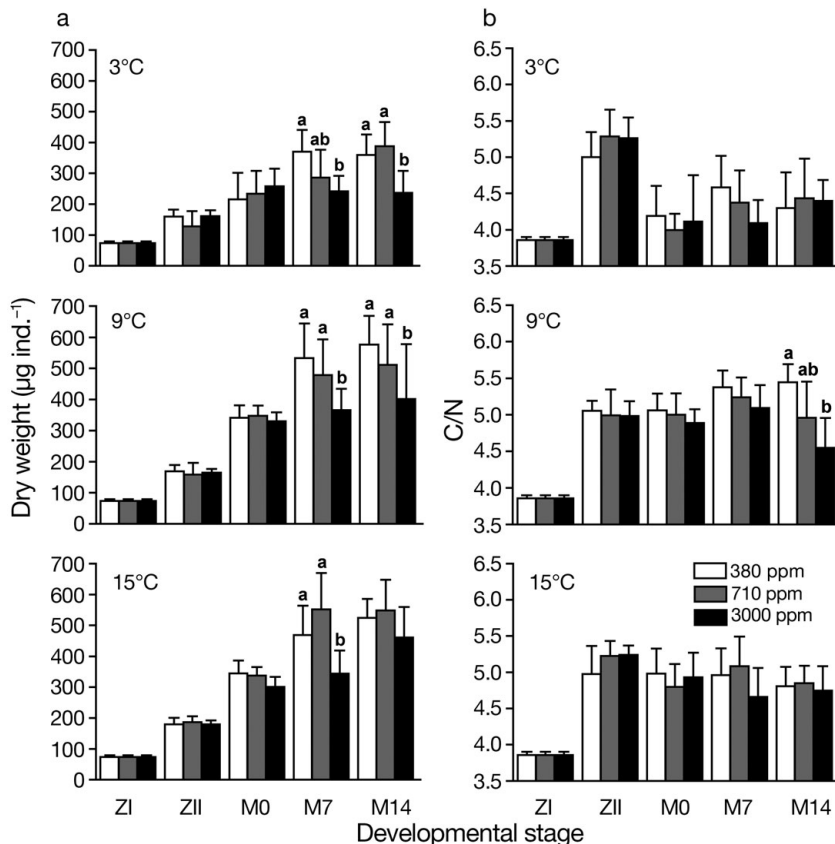 a
3°C
700
600
500
400
300
200
100
0
a
ab
b
a
a
b
9°C
700
600
500
400
300
200
100
0
a
a
b
a
a
b
15°C
700
600
500
400
300
200
100
0
a
a
b
ZI ZII M0 M7 M14
Dry weight (µg ind.⁻¹)
b
3°C
6.5
6.0
5.5
5.0
4.5
4.0
3.5
9°C
6.5
6.0
5.5
5.0
4.5
4.0
3.5
a
ab
b
15°C
6.5
6.0
5.5
5.0
4.5
4.0
3.5
380 ppm
710 ppm
3000 ppm
ZI ZII M0 M7 M14
C/N
Developmental stage